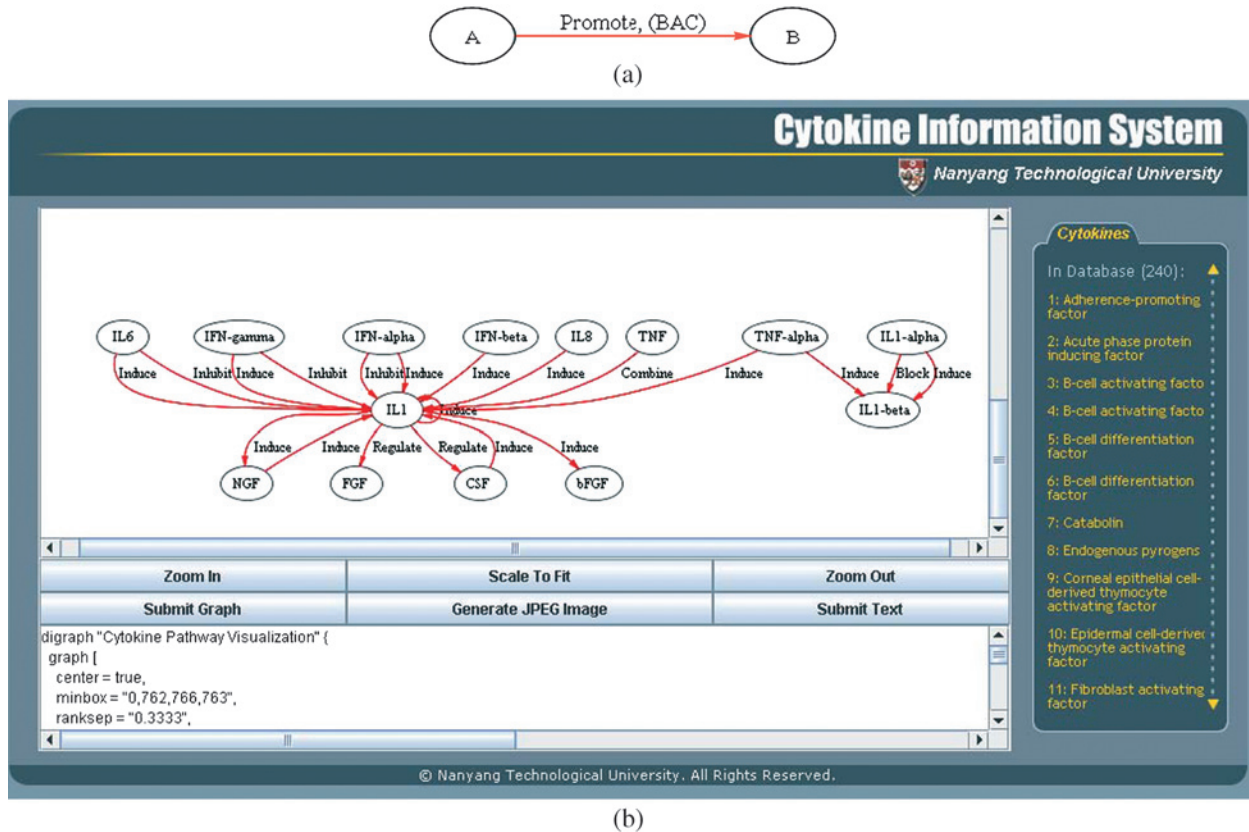 Promote, (BAC)
A
B
(a)
Cytokine Information System
Nanyang Technological University
Cytokines
In Database (240):
1: Adherence-promoting
factor
2: Acute phase protein
inducing factor
3: B-cell activating facto
4: B-cell activating facto
5: B-cell differentiation
factor
6: B-cell differentiation
factor
7: Catabolin
8: Endogenous pyrogens
9: Corneal epithelial cell-
derived thymocyte
activating factor
10: Epidermal cell-derived
thymocyte activating
factor
11: Fibroblast activating
factor
IL6 IFN-gamma IFN-alpha IFN-beta IL8 TNF TNF-alpha IL1-alpha
Induce Inhibit Induce Inhibit Inhibit Induce Induce Induce Combine Induce Induce Block Induce
IL1 Induce IL1-beta
Induce Induce Regulate Regulate Induce Induce
NGF FGF CSF bFGF
Zoom In Scale To Fit Zoom Out
Submit Graph Generate JPEG Image Submit Text
digraph "Cytokine Pathway Visualization" {
graph [
center = true,
minbox = "0,762,766,763",
ranksep = "0.3333",
© Nanyang Technological University. All Rights Reserved.
(b)